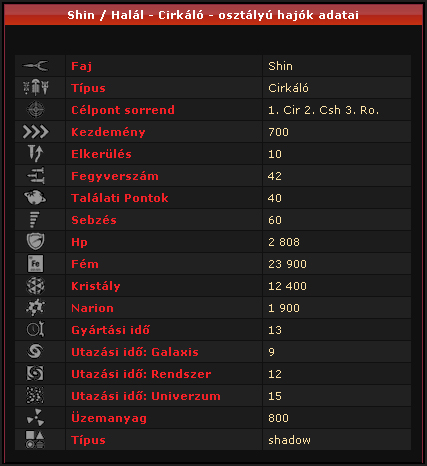 Shin / Halál - Cirkáló - osztályú hajók adatai
Faj Shin
Típus Cirkáló
Célpont sorrend 1. Cir 2. Csh 3. Ro.
Kezdemény 700
Elkerülés 10
Fegyverszám 42
Találati Pontok 40
Sebzés 60
Hp 2 808
Fe Fém 23 900
Kristály 12 400
Narion 1 900
Gyártási idő 13
Utazási idő: Galaxis 9
Utazási idő: Rendszer 12
Utazási idő: Univerzum 15
Üzemanyag 800
Típus shadow